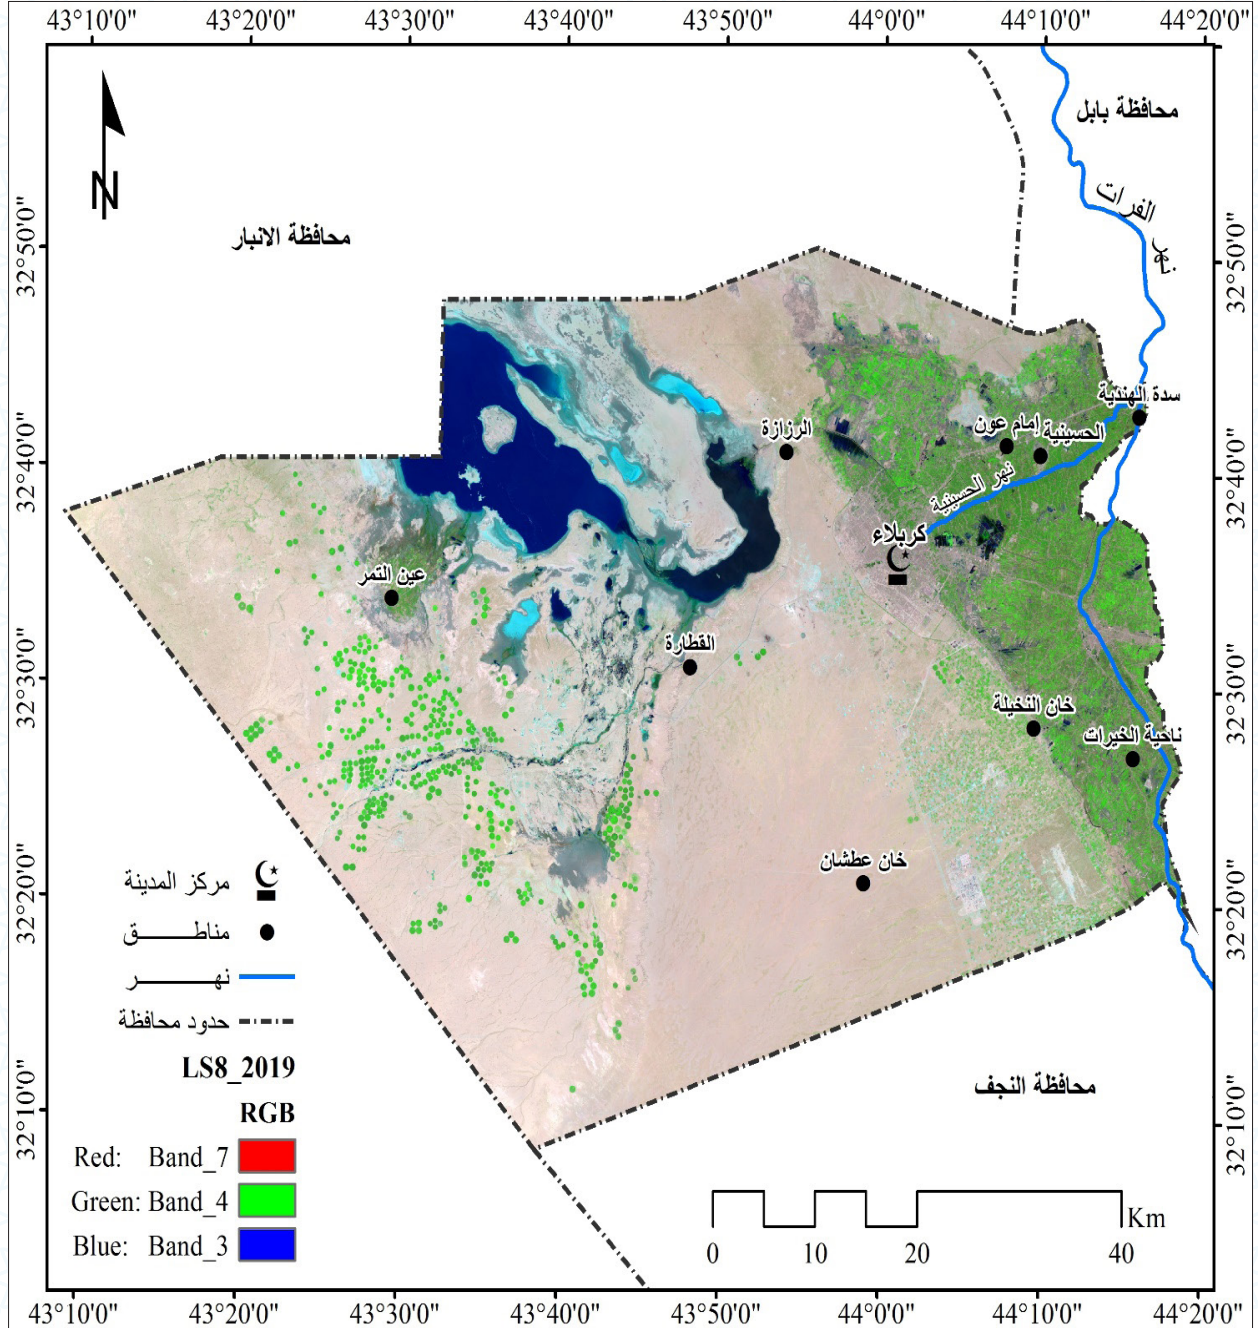 43°10'0" 43°20'0" 43°30'0" 43°40'0" 43°50'0" 44°0'0" 44°10'0" 44°20'0"
محافظة بابل
N
نهر الفرات
محافظة الانبار
32°50'0" 32°50'0"
سدة الهندية
الرزازة
امام عون
الحسينية
32°40'0" 32°40'0"
نهر الحسينية
كربلاء
عين التمر
القطارة
32°30'0" 32°30'0"
خان النخيلة
ناحية الخيرات
خان عطشان
32°20'0" 32°20'0"
مركز المدينة
مناطــــــق
نهــــــــر
حدود محافظة
LS8_2019
محافظة النجف
RGB
32°10'0" 32°10'0"
Red: Band_7
Green: Band_4
Blue: Band_3
Km
0 10 20 40
43°10'0" 43°20'0" 43°30'0" 43°40'0" 43°50'0" 44°0'0" 44°10'0" 44°20'0"